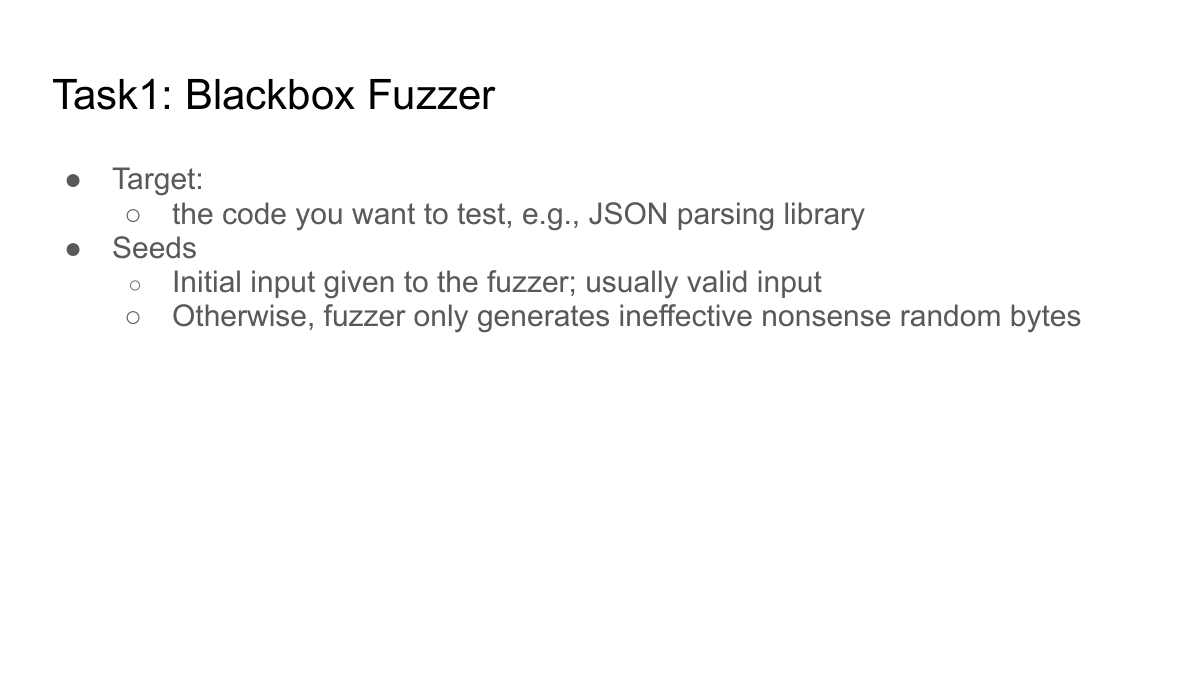 Task1: Blackbox Fuzzer
● Target:
○ the code you want to test, e.g., JSON parsing library
● Seeds
○ Initial input given to the fuzzer; usually valid input
○ Otherwise, fuzzer only generates ineffective nonsense random bytes